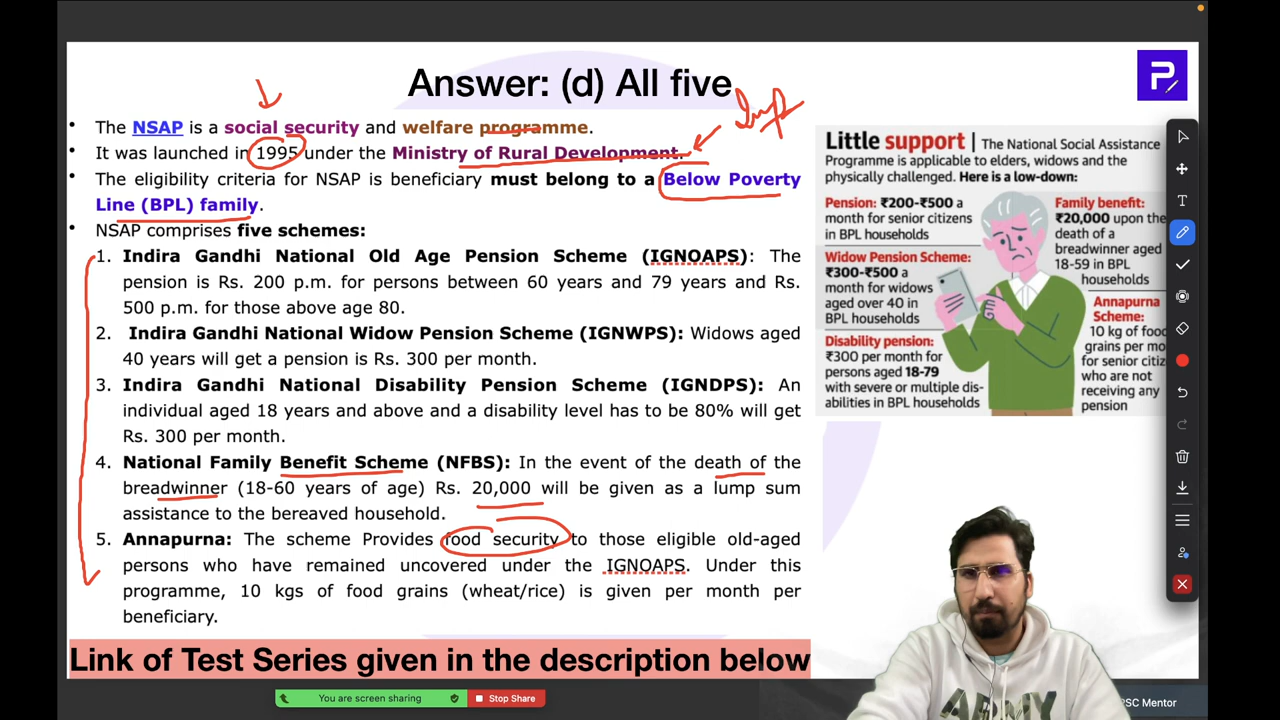 Answer: (d) All five
Imp
• The NSAP is a social security and welfare programme.
• It was launched in 1995 under the Ministry of Rural Development.
• The eligibility criteria for NSAP is beneficiary must belong to a Below Poverty
Line (BPL) family.
• NSAP comprises five schemes:
1. Indira Gandhi National Old Age Pension Scheme (IGNOAPS): The
pension is Rs. 200 p.m. for persons between 60 years and 79 years and Rs.
500 p.m. for those above age 80.
2. Indira Gandhi National Widow Pension Scheme (IGNWPS): Widows aged
40 years will get a pension is Rs. 300 per month.
3. Indira Gandhi National Disability Pension Scheme (IGNDPS): An
individual aged 18 years and above and a disability level has to be 80% will get
Rs. 300 per month.
4. National Family Benefit Scheme (NFBS): In the event of the death of the
breadwinner (18-60 years of age) Rs. 20,000 will be given as a lump sum
assistance to the bereaved household.
5. Annapurna: The scheme Provides food security to those eligible old-aged
persons who have remained uncovered under the IGNOAPS. Under this
programme, 10 kgs of food grains (wheat/rice) is given per month per
beneficiary.
Link of Test Series given in the description below
Little support | The National Social Assistance
Programme is applicable to elders, widows and the
physically challenged. Here is a low-down:
Pension: ₹200-₹500 a
month for senior citizens
in BPL households
Widow Pension Scheme:
₹300-₹500 a
month for widows
aged over 40 in
BPL households
Disability pension:
₹300 per month for
persons aged 18-79
with severe or multiple dis-
abilities in BPL households
Family benefit:
₹20,000 upon the
death of a
breadwinner aged
18-59 in BPL
households
Annapurna
Scheme:
10 kg of food
grains per mo
for senior citiz
who are not
receiving any
pension
You are screen sharing
Stop Share
PSC Mentor
ARMY